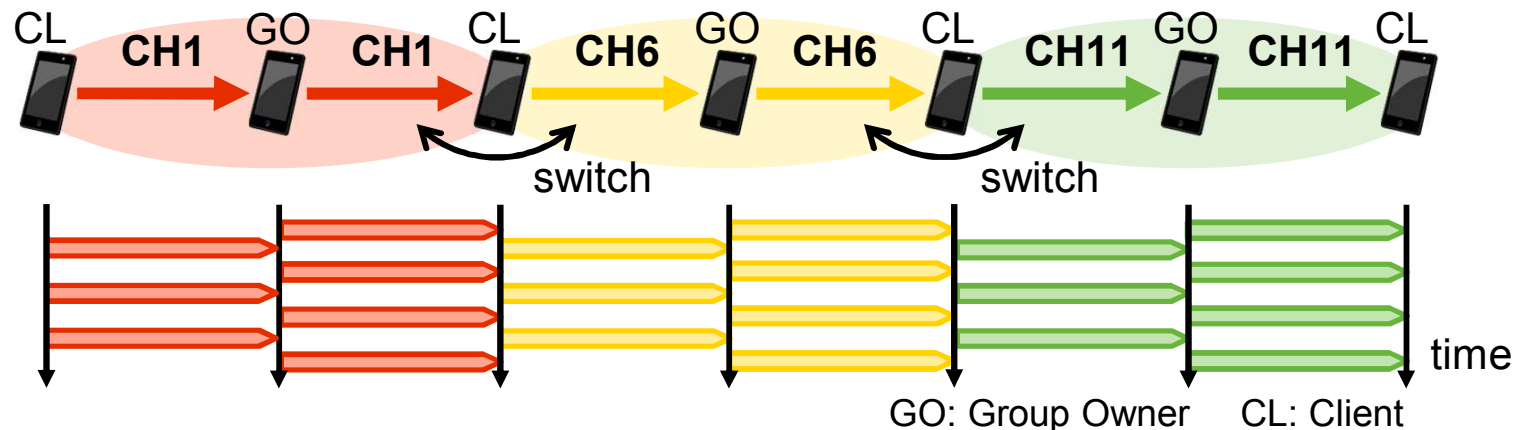 CL GO CL GO CL GO CL
CH1 CH1 CH6 CH6 CH11 CH11
switch switch
time
GO: Group Owner CL: Client